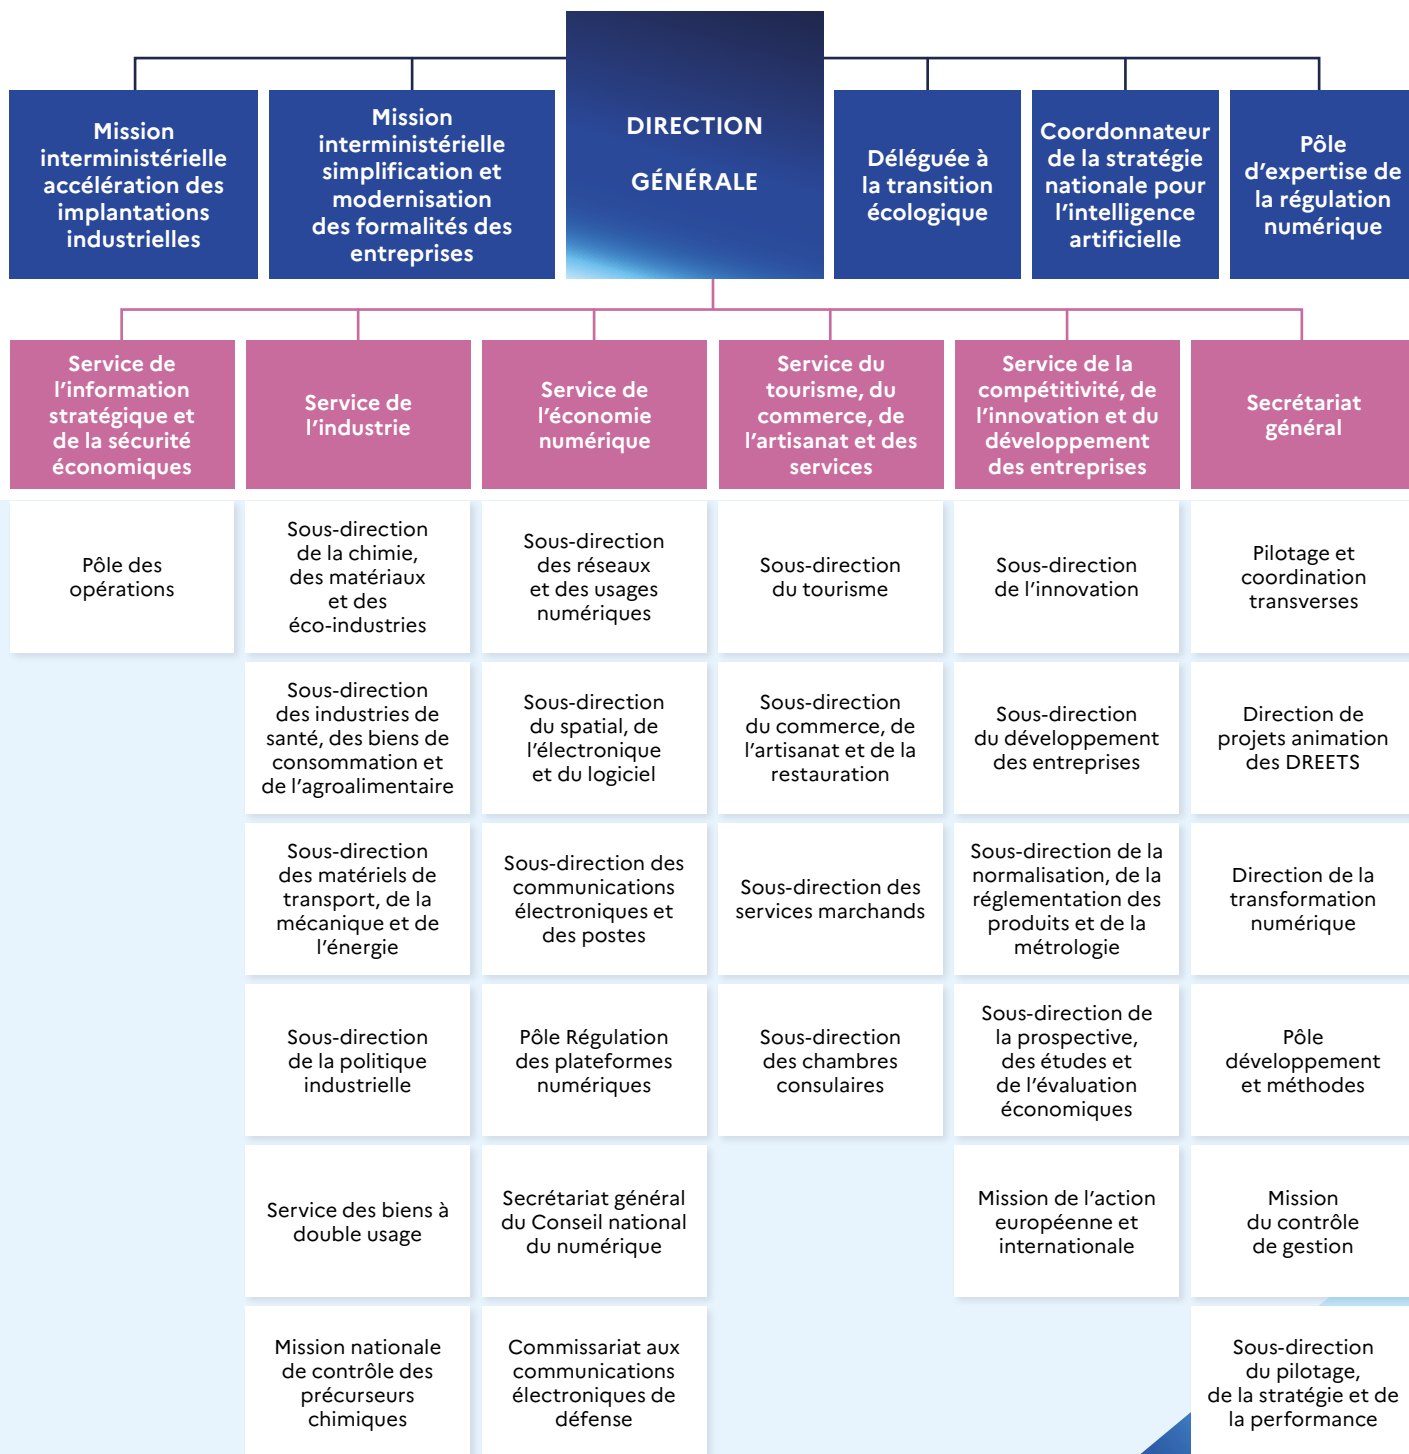 Mission
interministérielle
accélération des
implantations
industrielles
Mission
interministérielle
simplification et
modernisation
des formalités des
entreprises
DIRECTION
GÉNÉRALE
Déléguée à
la transition
écologique
Coordonnateur
de la stratégie
nationale pour
l'intelligence
artificielle
Pôle
d'expertise de
la régulation
numérique
Service de
l'information
stratégique et
de la sécurité
économiques
Service de
l'industrie
Service de
l'économie
numérique
Service du
tourisme, du
commerce, de
l'artisanat et des
services
Service de la
compétitivité, de
l'innovation et du
développement
des entreprises
Secrétariat
général
Pôle des
opérations
Sous-direction
de la chimie,
des matériaux
et des
éco-industries
Sous-direction
des réseaux
et des usages
numériques
Sous-direction
du tourisme
Sous-direction
de l'innovation
Pilotage et
coordination
transverses
Sous-direction
des industries de
santé, des biens de
consommation et
de l'agroalimentaire
Sous-direction
du spatial, de
l'électronique
et du logiciel
Sous-direction
du commerce, de
l'artisanat et de la
restauration
Sous-direction
du développement
des entreprises
Direction de
projets animation
des DREETS
Sous-direction
des matériels de
transport, de la
mécanique et de
l'énergie
Sous-direction des
communications
électroniques et
des postes
Sous-direction des
services marchands
Sous-direction de la
normalisation, de la
réglementation des
produits et de la
métrologie
Direction de la
transformation
numérique
Sous-direction
de la politique
industrielle
Pôle Régulation
des plateformes
numériques
Sous-direction
des chambres
consulaires
Sous-direction de
la prospective,
des études et
de l'évaluation
économiques
Pôle
développement
et méthodes
Service des biens à
double usage
Secrétariat général
du Conseil national
du numérique
Mission de l'action
européenne et
internationale
Mission
du contrôle
de gestion
Mission nationale
de contrôle des
précurseurs
chimiques
Commissariat aux
communications
électroniques de
défense
Sous-direction
du pilotage,
de la stratégie et de
la performance